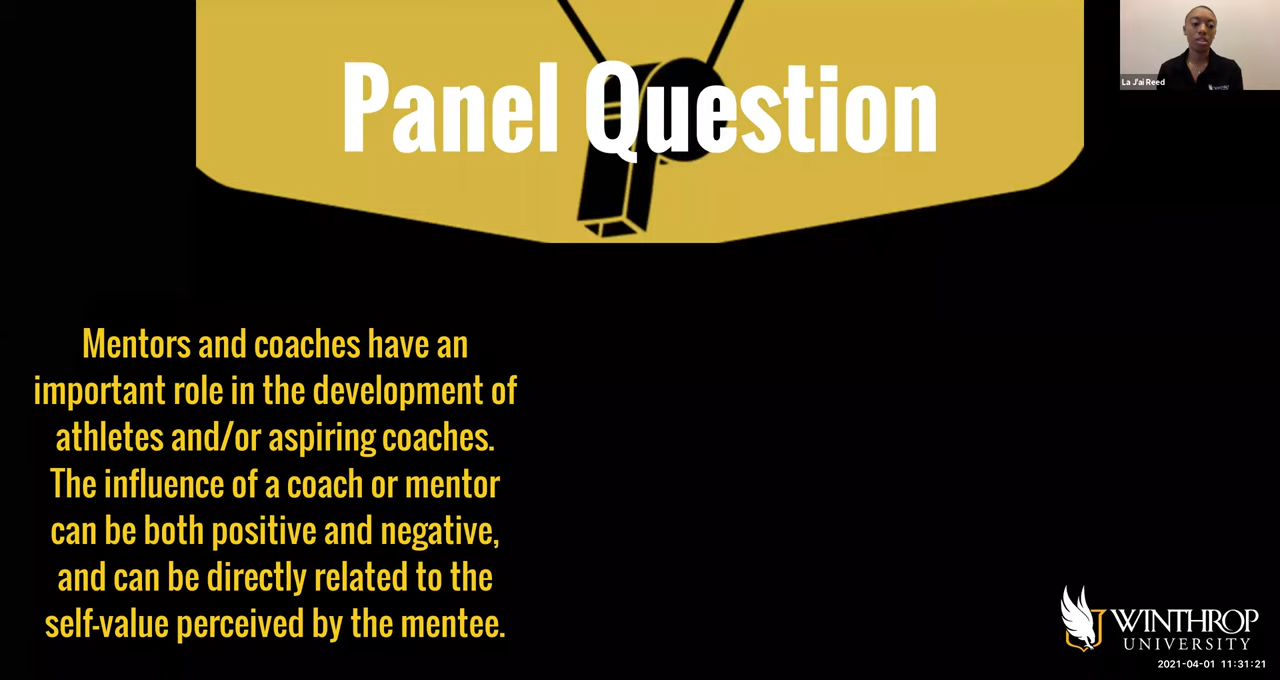 Panel Question
La J'ai Reed
Mentors and coaches have an
important role in the development of
athletes and/or aspiring coaches.
The influence of a coach or mentor
can be both positive and negative,
and can be directly related to the
self-value perceived by the mentee.
WINTHROP
UNIVERSITY
2021-04-01 11:31:21